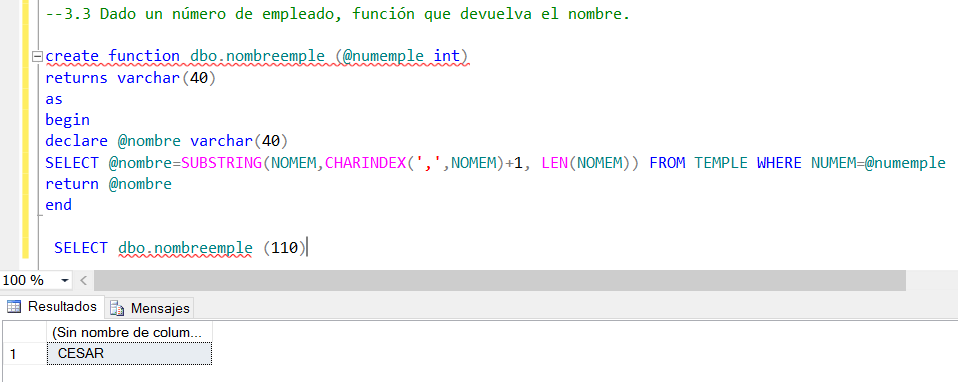 --3.3 Dado un número de empleado, función que devuelva el nombre.
create function dbo.nombreemple (@numemple int)
returns varchar(40)
as
begin
declare @nombre varchar(40)
SELECT @nombre=SUBSTRING(NOMEM,CHARINDEX(',',NOMEM)+1, LEN(NOMEM)) FROM TEMPLE WHERE NUMEM=@numemple
return @nombre
end
SELECT dbo.nombreemple (110)
100 %
Resultados Mensajes
(Sin nombre de colum...
1 CESAR